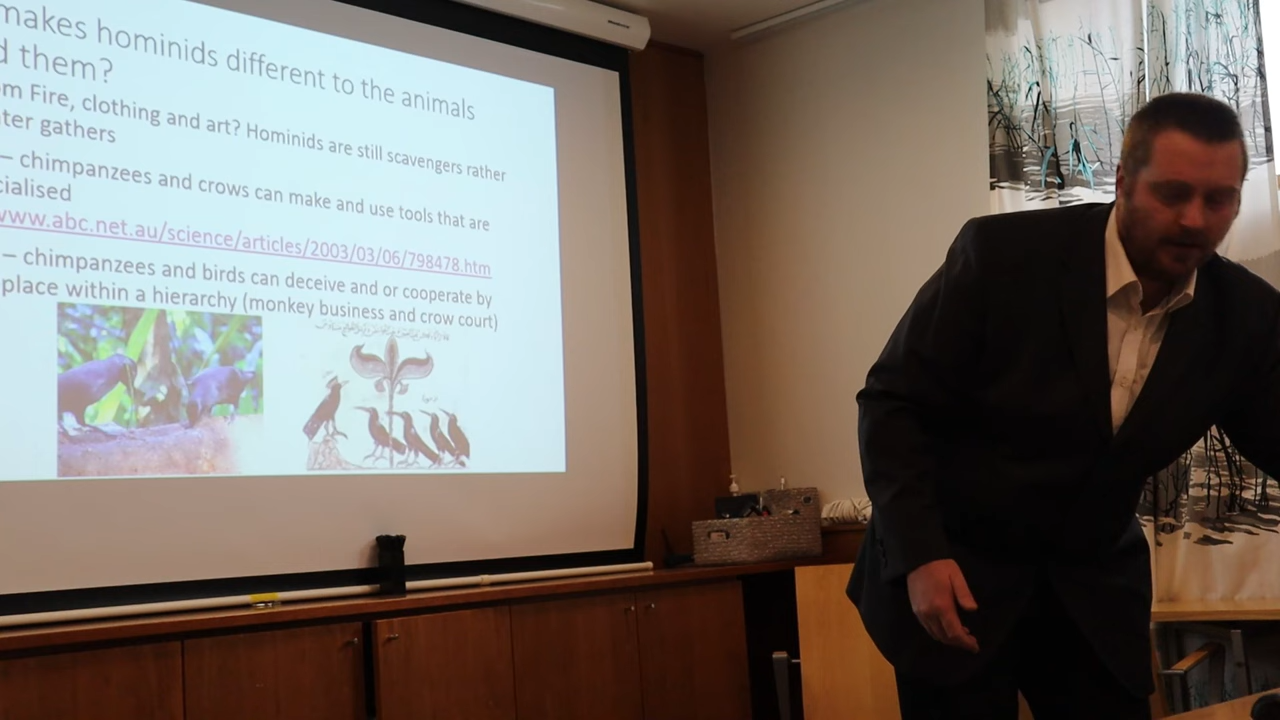 makes hominids different to the animals
d them?
om Fire, clothing and art? Hominids are still scavengers rather
ter gathers
– chimpanzees and crows can make and use tools that are
cialised
www.abc.net.au/science/articles/2003/03/06/798478.htm
– chimpanzees and birds can deceive and or cooperate by
place within a hierarchy (monkey business and crow court)